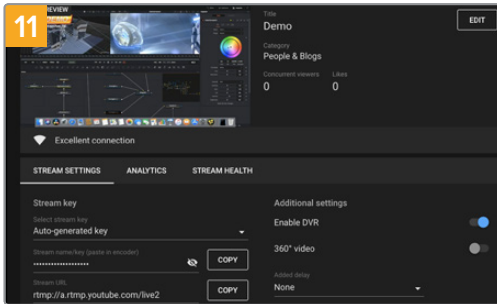 11
PREVIEW
Title
Demo
EDIT
Category
People & Blogs
Concurrent viewers Likes
0 0
Excellent connection
STREAM SETTINGS ANALYTICS STREAM HEALTH
Stream key Additional settings
Select stream key
Auto-generated key
Enable DVR
Stream name/key (paste in encoder)
••••••••••••••••••• COPY
360° video
Stream URL
rtmp://a.rtmp.youtube.com/live2 COPY
Added delay
None